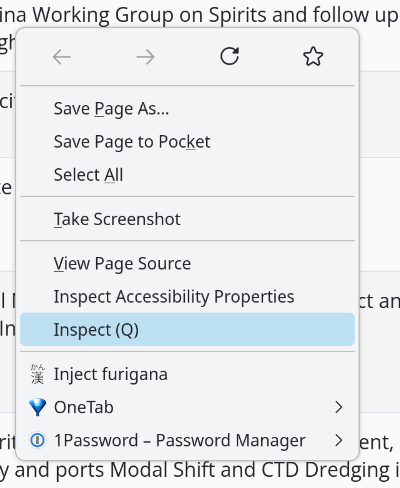 ina Working Group on Spirits and follow up
Save Page As...
Save Page to Pocket
Select All
Take Screenshot
View Page Source
Inspect Accessibility Properties
Inspect (Q)
かん
漢
Inject furigana
OneTab
1Password – Password Manager
y and ports Modal Shift and CTD Dredging i